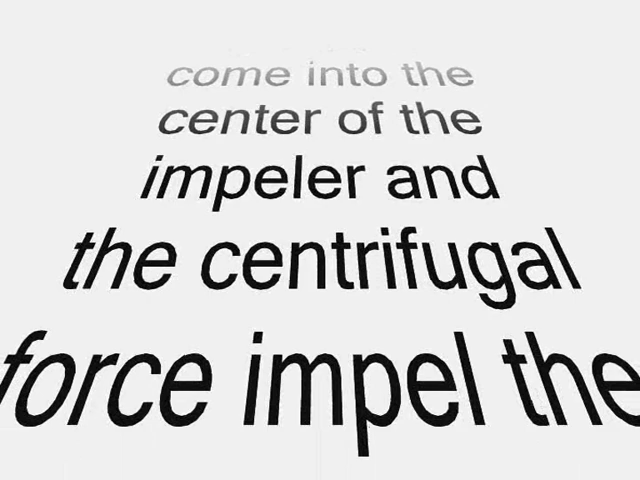 come into the
center of the
impeler and
the centrifugal
force impel the